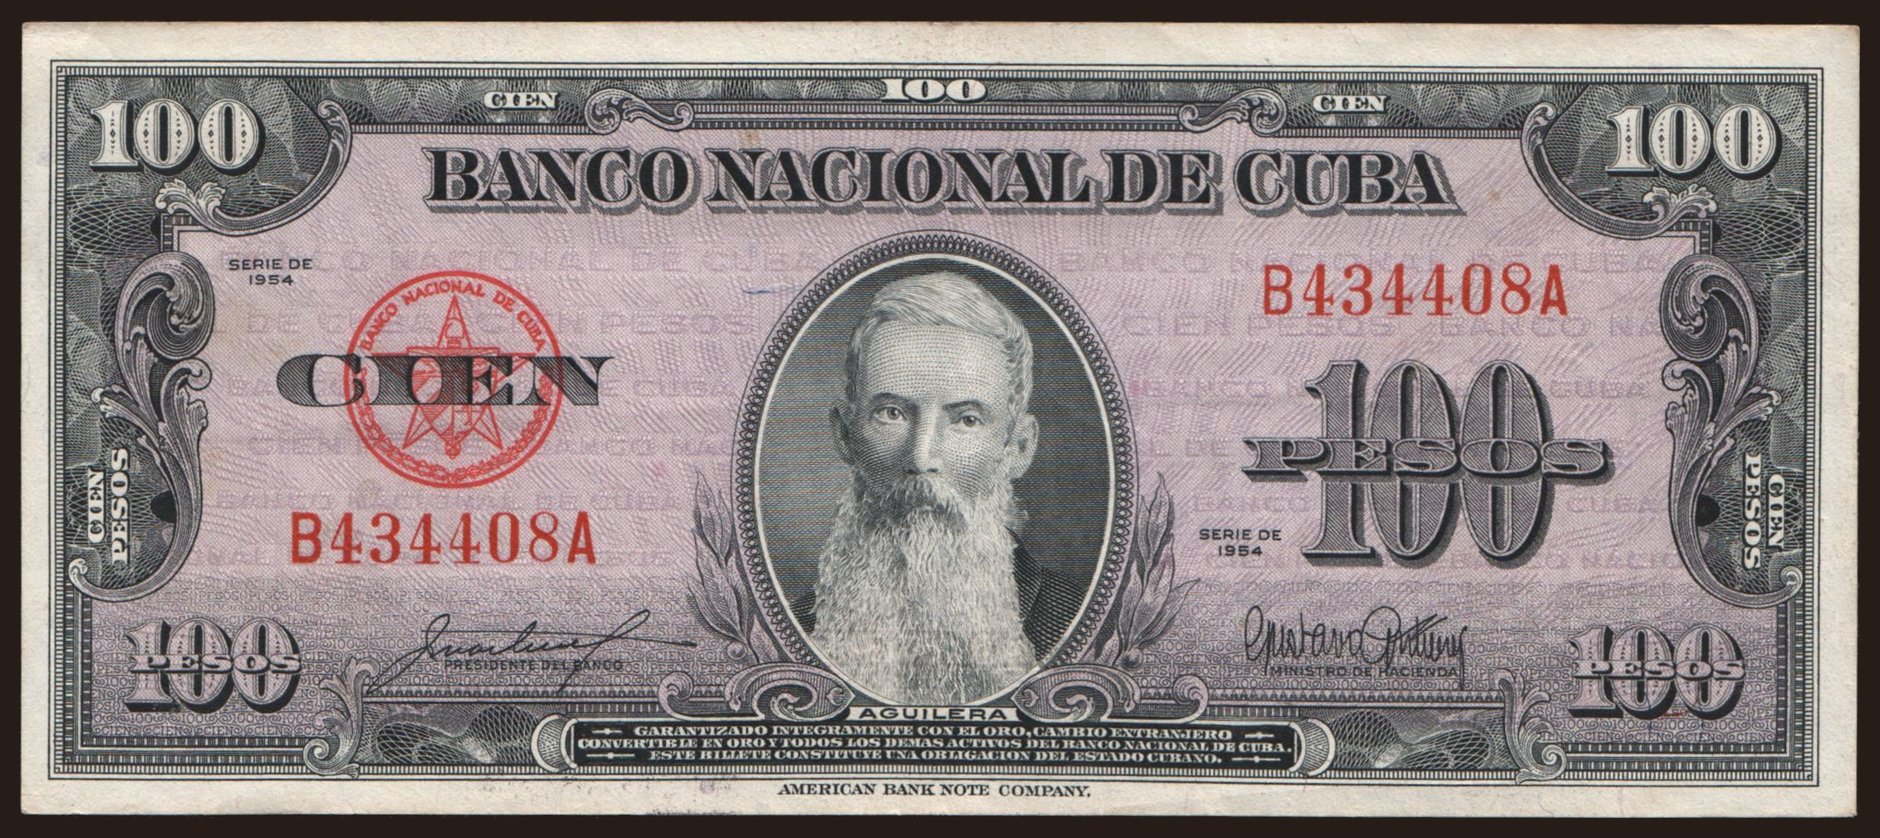 100 CIEN 100 CIEN 100
BANCO NACIONAL DE CUBA
SERIE DE
1954
BANCO NACIONAL DE CUBA
CIEN
B434408A
B434408A
100
PESOS
SERIE DE
1954
CIEN
PESOS
CIEN
PESOS
100
PESOS
PRESIDENTE DEL BANCO
MINISTRO DE HACIENDA
100
PESOS
AGUILERA
GARANTIZADO INTEGRAMENTE CON EL ORO, CAMBIO EXTRANJERO
CONVERTIBLE EN ORO Y TODOS LOS DEMAS ACTIVOS DEL BANCO NACIONAL DE CUBA.
ESTE BILLETE CONSTITUYE UNA OBLIGACION DEL ESTADO CUBANO.
AMERICAN BANK NOTE COMPANY.